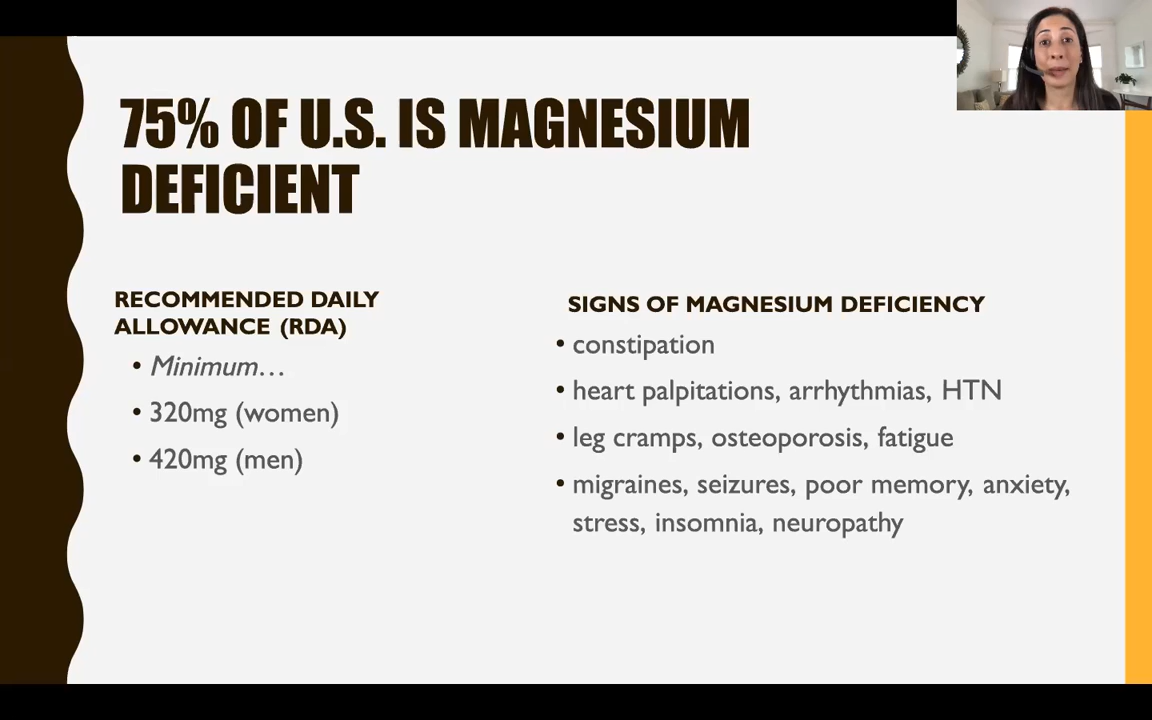 75% OF U.S. IS MAGNESIUM
DEFICIENT
RECOMMENDED DAILY
ALLOWANCE (RDA)
• Minimum…
• 320mg (women)
• 420mg (men)
SIGNS OF MAGNESIUM DEFICIENCY
• constipation
• heart palpitations, arrhythmias, HTN
• leg cramps, osteoporosis, fatigue
• migraines, seizures, poor memory, anxiety,
stress, insomnia, neuropathy